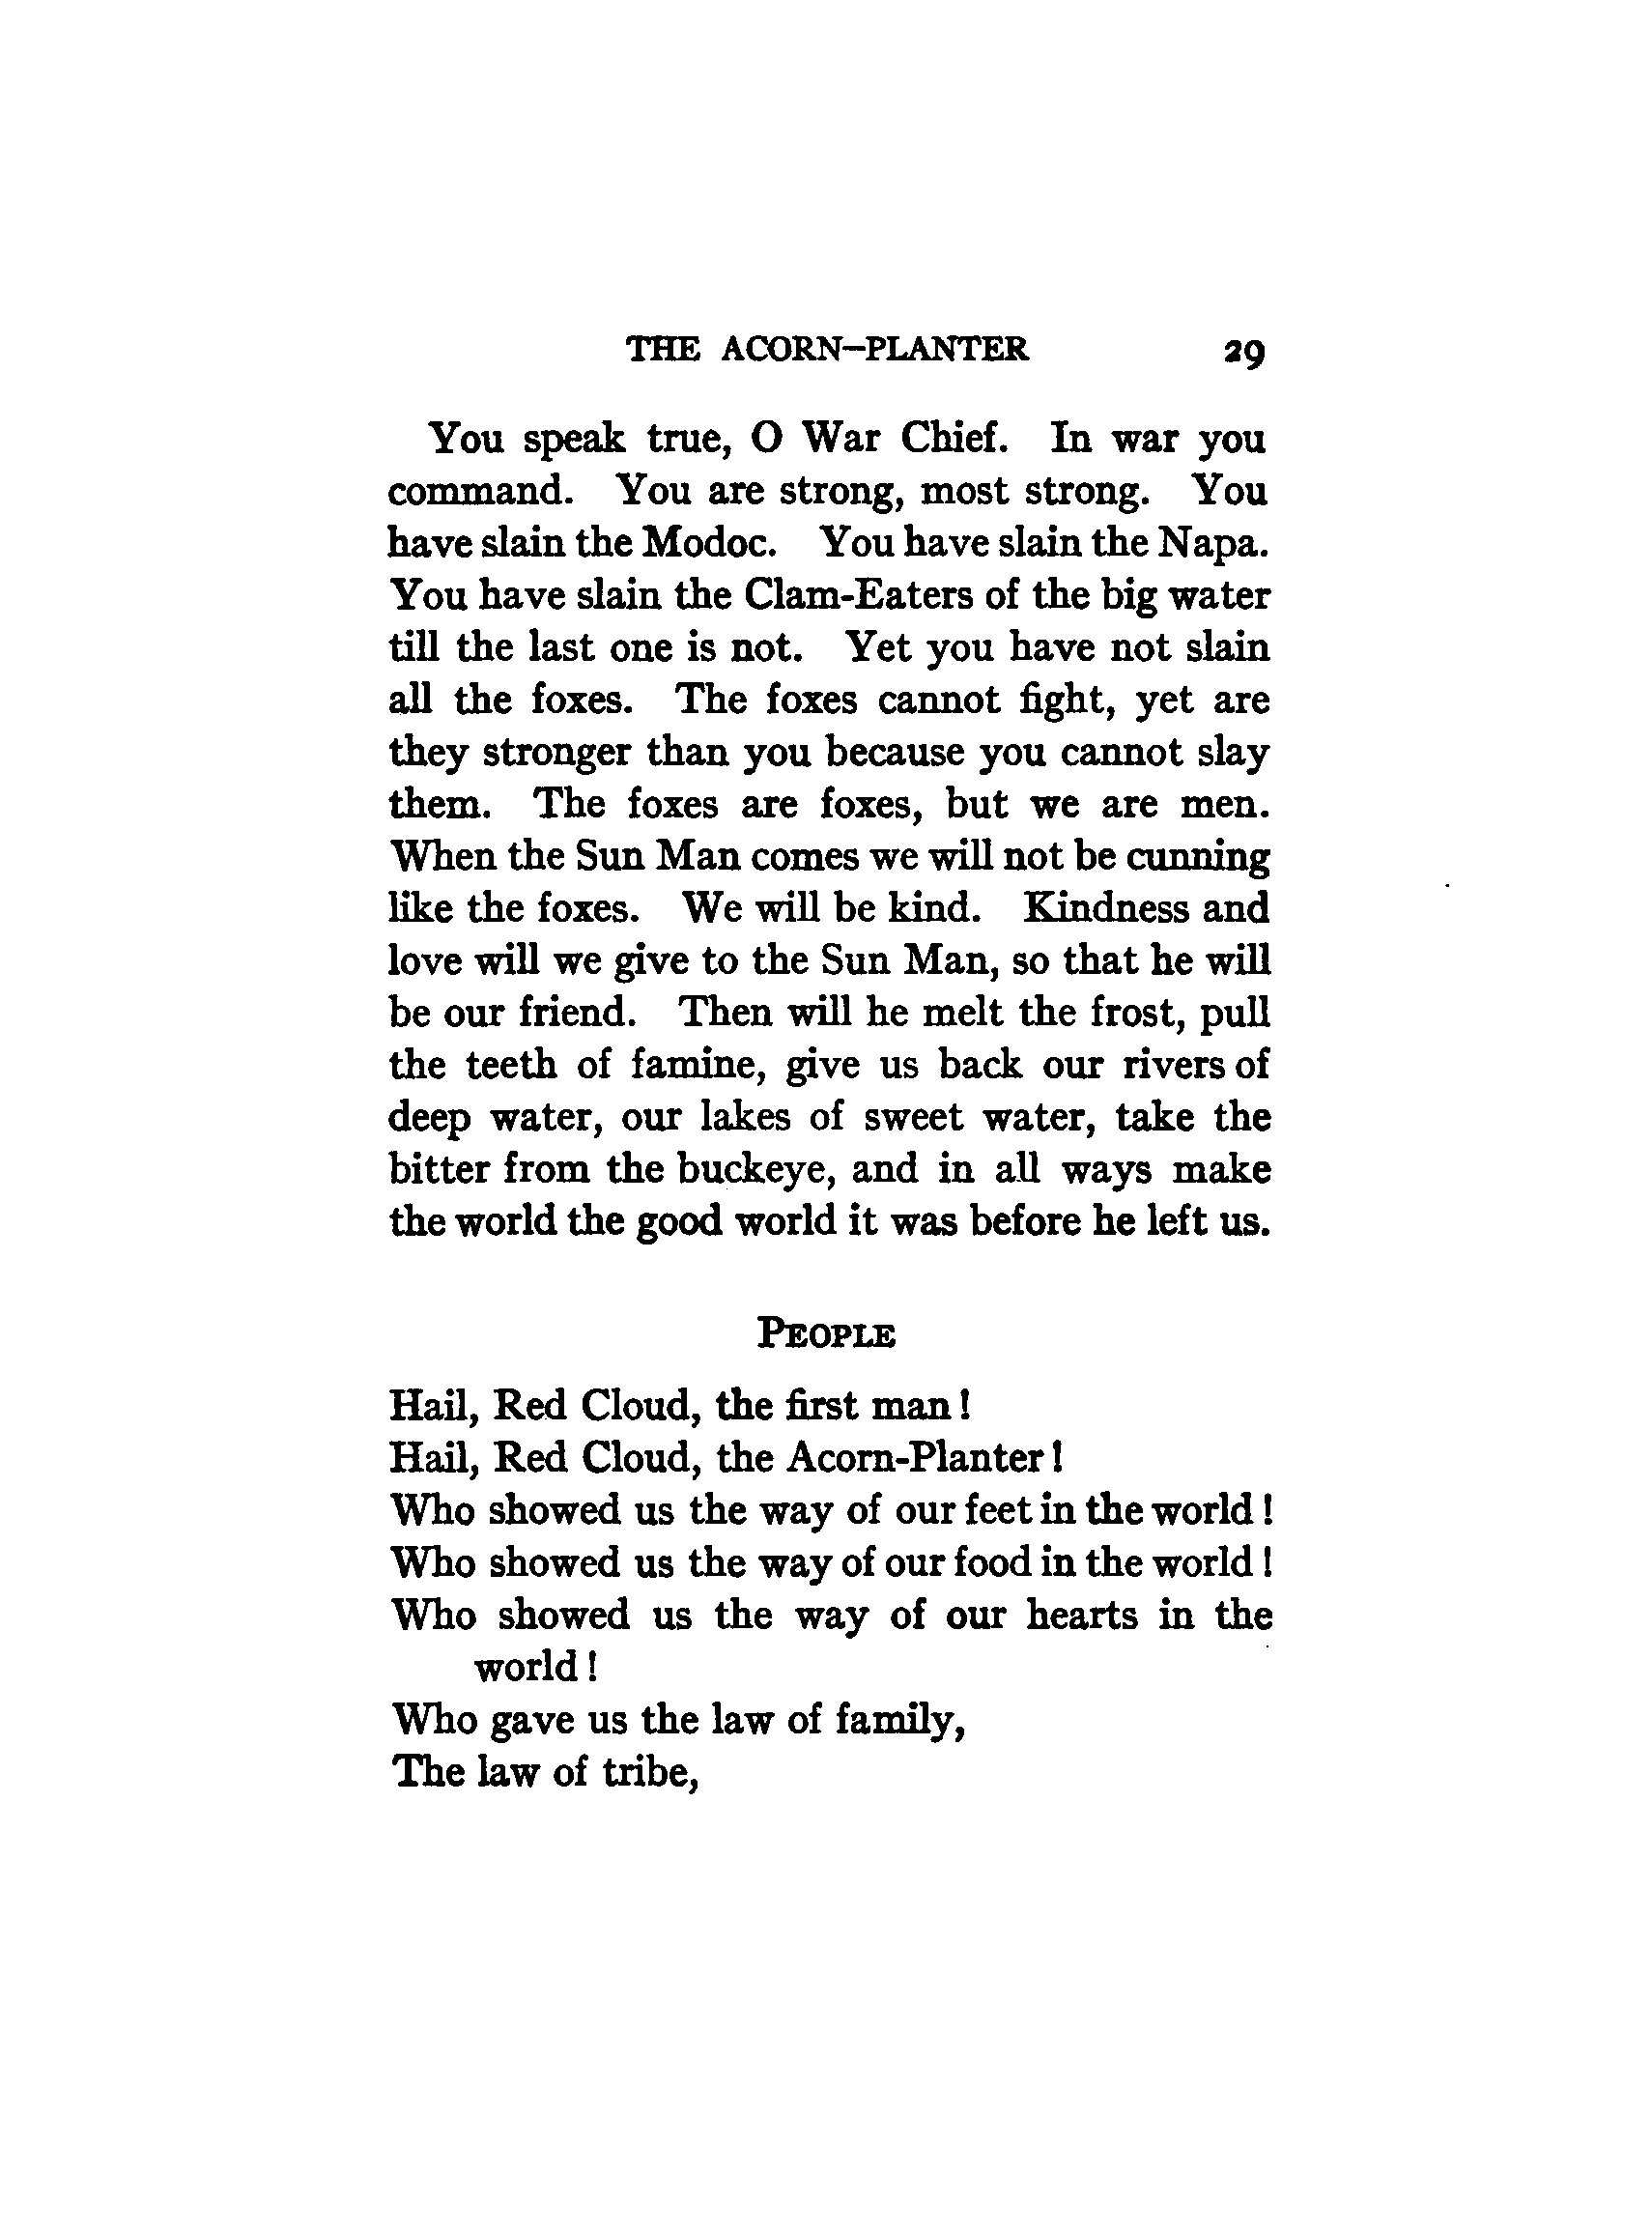 THE ACORN-PLANTER 29
You speak true, O War Chief. In war you
command. You are strong, most strong. You
have slain the Modoc. You have slain the Napa.
You have slain the Clam-Eaters of the big water
till the last one is not. Yet you have not slain
all the foxes. The foxes cannot fight, yet are
they stronger than you because you cannot slay
them. The foxes are foxes, but we are men.
When the Sun Man comes we will not be cunning
like the foxes. We will be kind. Kindness and
love will we give to the Sun Man, so that he will
be our friend. Then will he melt the frost, pull
the teeth of famine, give us back our rivers of
deep water, our lakes of sweet water, take the
bitter from the buckeye, and in all ways make
the world the good world it was before he left us.
PEOPLE
Hail, Red Cloud, the first man!
Hail, Red Cloud, the Acorn-Planter!
Who showed us the way of our feet in the world!
Who showed us the way of our food in the world!
Who showed us the way of our hearts in the
world!
Who gave us the law of family,
The law of tribe,